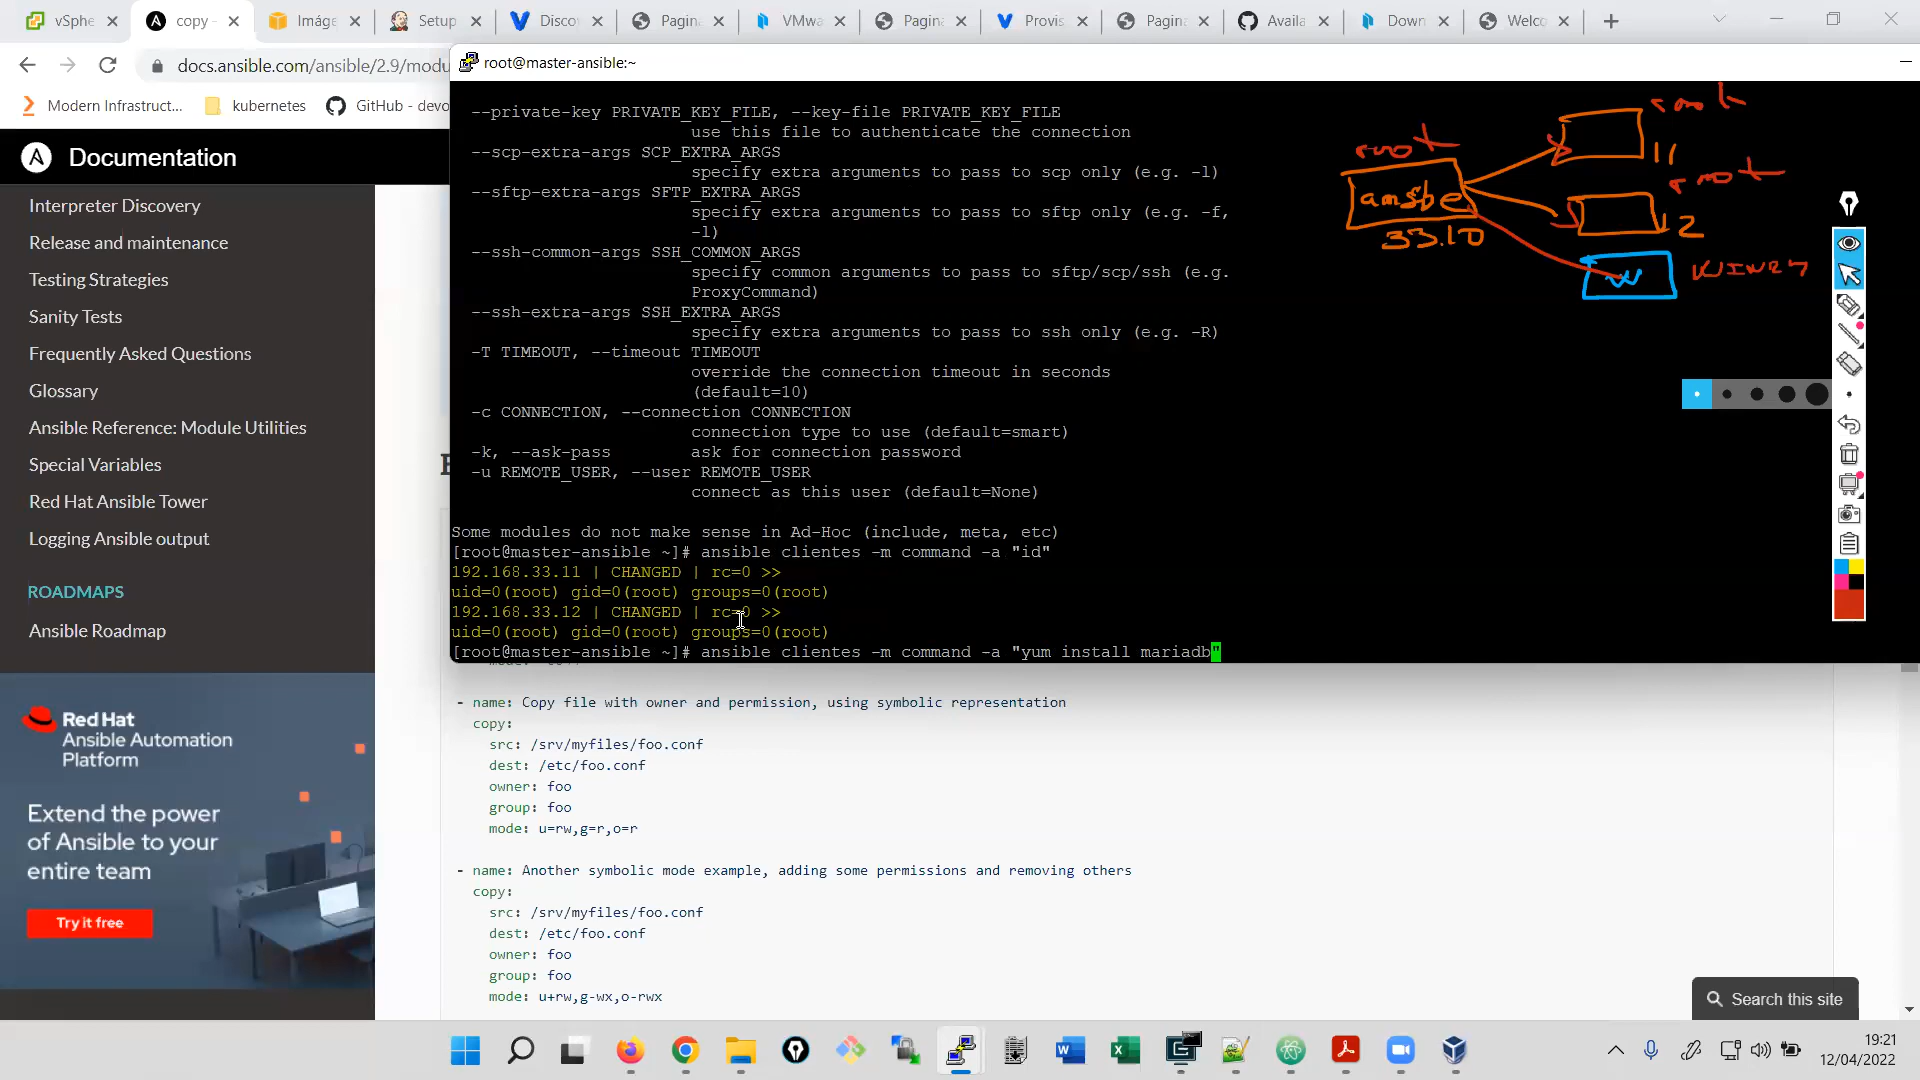 vSphe
copy -
Imáge
Setup
Disco
Pagin
VMwa
Pagin
Provis
Pagin
Availa
Down
Welco
docs.ansible.com/ansible/2.9/modu
Modern Infrastruct...
kubernetes
GitHub - devo
root@master-ansible:~
Documentation
Interpreter Discovery
Release and maintenance
Testing Strategies
Sanity Tests
Frequently Asked Questions
Glossary
Ansible Reference: Module Utilities
Special Variables
Red Hat Ansible Tower
Logging Ansible output
ROADMAPS
Ansible Roadmap
Red Hat
Ansible Automation
Platform
Extend the power
of Ansible to your
entire team
Try it free
--private-key PRIVATE_KEY_FILE, --key-file PRIVATE_KEY_FILE
use this file to authenticate the connection
--scp-extra-args SCP_EXTRA_ARGS
specify extra arguments to pass to scp only (e.g. -l)
--sftp-extra-args SFTP_EXTRA_ARGS
specify extra arguments to pass to sftp only (e.g. -f,
-l)
--ssh-common-args SSH_COMMON_ARGS
specify common arguments to pass to sftp/scp/ssh (e.g.
ProxyCommand)
--ssh-extra-args SSH_EXTRA_ARGS
specify extra arguments to pass to ssh only (e.g. -R)
-T TIMEOUT, --timeout TIMEOUT
override the connection timeout in seconds
(default=10)
-c CONNECTION, --connection CONNECTION
connection type to use (default=smart)
-k, --ask-pass ask for connection password
-u REMOTE_USER, --user REMOTE_USER
connect as this user (default=None)
Some modules do not make sense in Ad-Hoc (include, meta, etc)
[root@master-ansible ~]# ansible clientes -m command -a "id"
192.168.33.11 | CHANGED | rc=0 >>
uid=0(root) gid=0(root) groups=0(root)
192.168.33.12 | CHANGED | rc=0 >>
uid=0(root) gid=0(root) groups=0(root)
[root@master-ansible ~]# ansible clientes -m command -a "yum install mariadb"
root
11
root
root
ansbe
33.10
12
w
- name: Copy file with owner and permission, using symbolic representation
copy:
src: /srv/myfiles/foo.conf
dest: /etc/foo.conf
owner: foo
group: foo
mode: u=rw,g=r,o=r
- name: Another symbolic mode example, adding some permissions and removing others
copy:
src: /srv/myfiles/foo.conf
dest: /etc/foo.conf
owner: foo
group: foo
mode: u+rw,g-wx,o-rwx
Search this site
19:21
12/04/2022